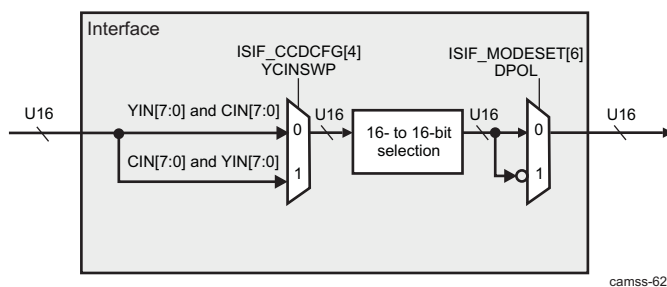 Interface
ISIF_CCDCFG[4]
YCINSWP
ISIF_MODESET[6]
DPOL
U16
YIN[7:0] and CIN[7:0]
U16
U16
U16
0
16- to 16-bit
selection
0
CIN[7:0] and YIN[7:0]
1
1
camss-62